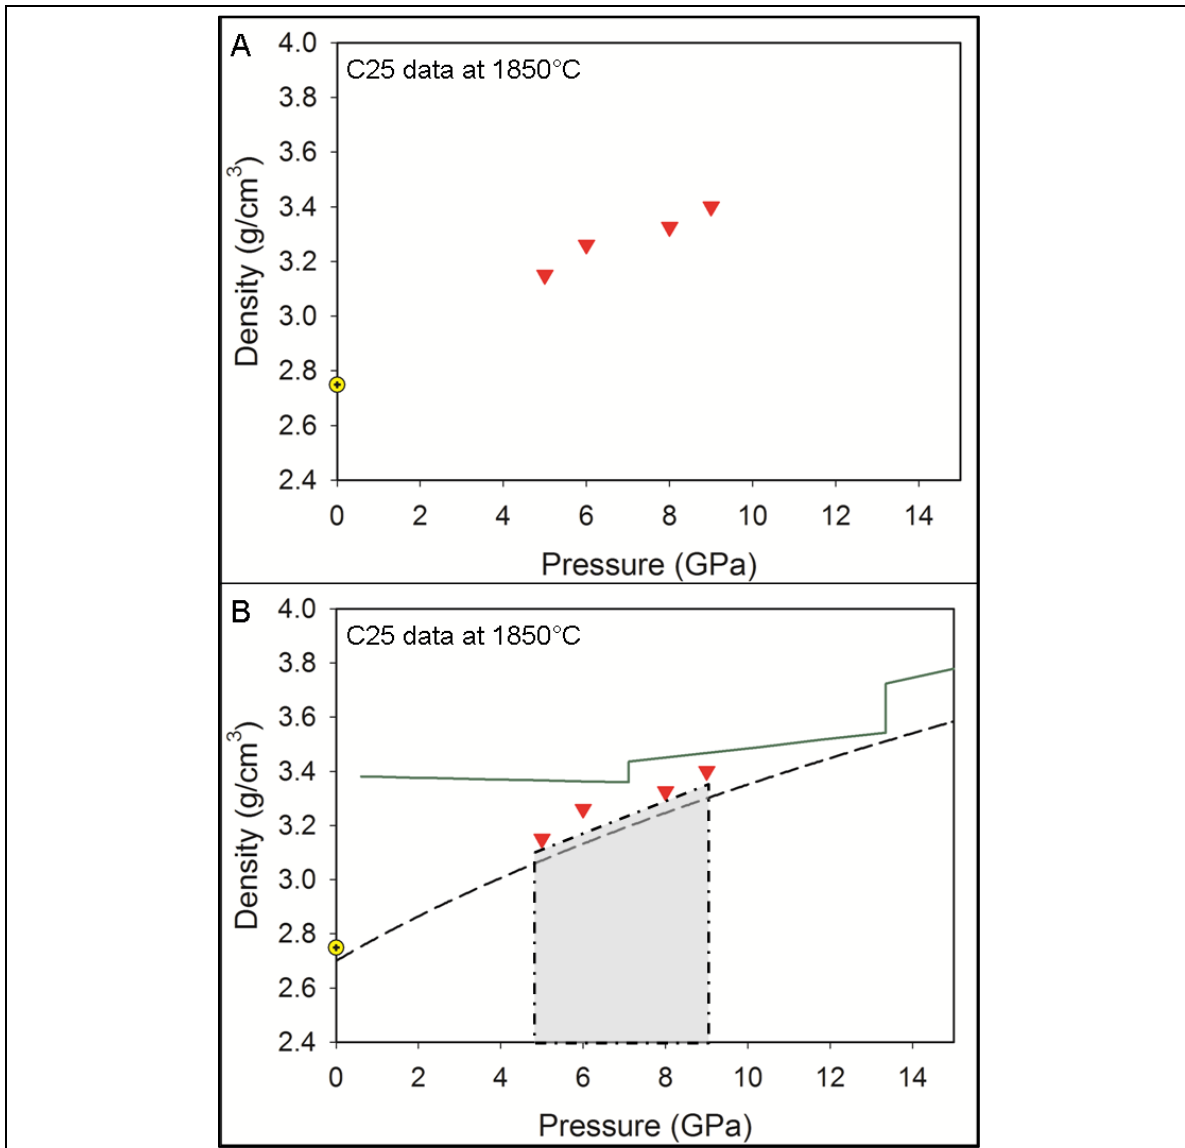 A
C25 data at 1850°C
Density (g/cm³)
4.0
3.8
3.6
3.4
3.2
3.0
2.8
2.6
2.4
0 2 4 6 8 10 12 14
Pressure (GPa)
B
C25 data at 1850°C
Density (g/cm³)
4.0
3.8
3.6
3.4
3.2
3.0
2.8
2.6
2.4
0 2 4 6 8 10 12 14
Pressure (GPa)